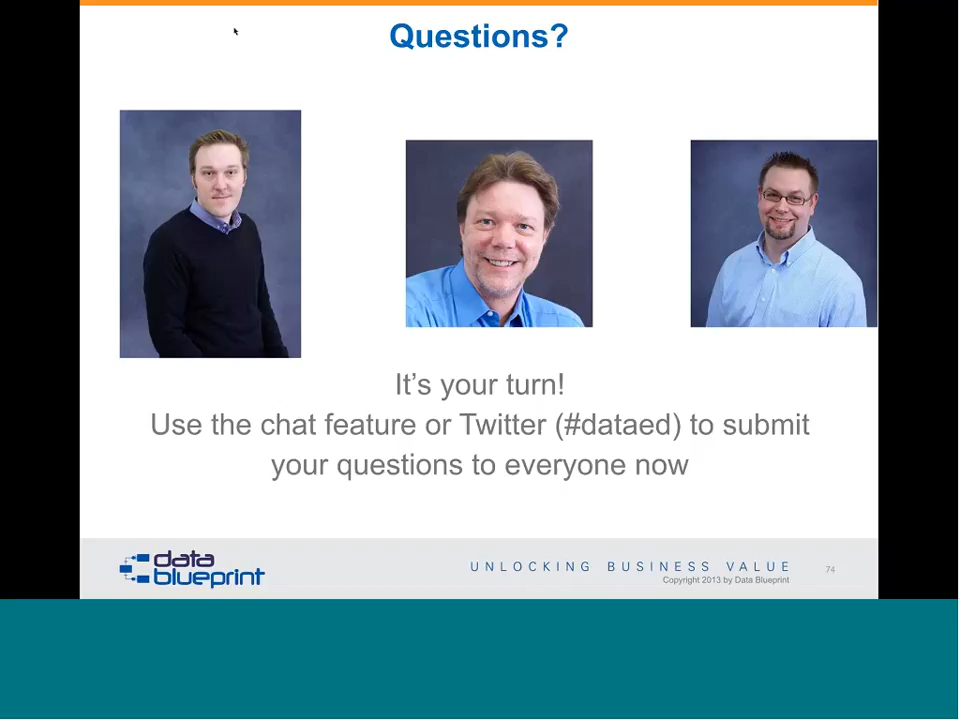 Questions?
It's your turn!
Use the chat feature or Twitter (#dataed) to submit
your questions to everyone now
data
blueprint
UNLOCKING BUSINESS VALUE
Copyright 2013 by Data Blueprint
74